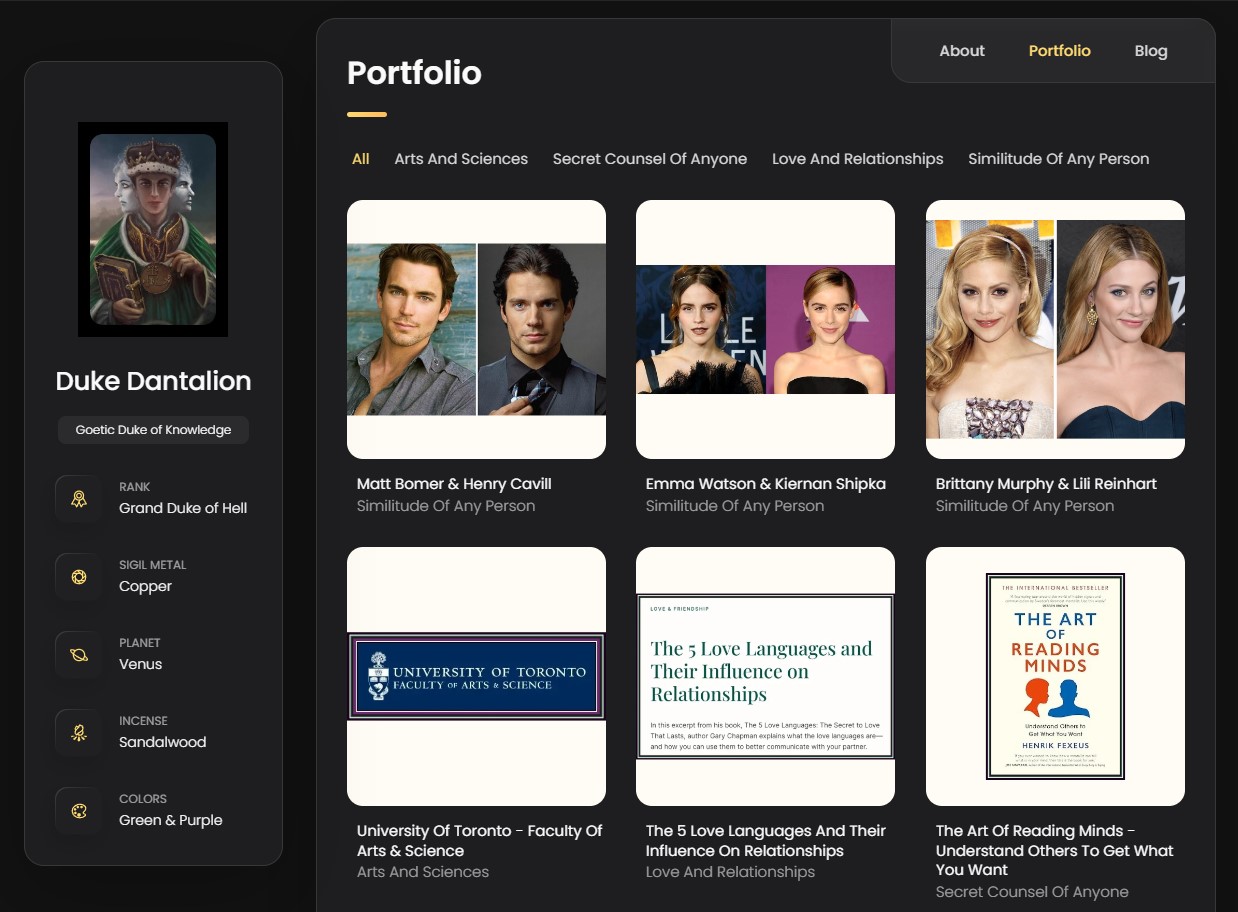 About
Portfolio
Blog
Portfolio
All
Arts And Sciences
Secret Counsel Of Anyone
Love And Relationships
Similitude Of Any Person
Duke Dantalion
Goetic Duke of Knowledge
RANK
Grand Duke of Hell
SIGIL METAL
Copper
PLANET
Venus
INCENSE
Sandalwood
COLORS
Green & Purple
Matt Bomer & Henry Cavill
Similitude Of Any Person
Emma Watson & Kiernan Shipka
Similitude Of Any Person
Brittany Murphy & Lili Reinhart
Similitude Of Any Person
UNIVERSITY OF TORONTO
FACULTY OF ARTS & SCIENCE
University Of Toronto - Faculty Of
Arts & Science
Arts And Sciences
LOVE & FRIENDSHIP
The 5 Love Languages and
Their Influence on
Relationships
In this excerpt from his book, The 5 Love Languages: The Secret to Love
That Lasts, author Gary Chapman explains what the love languages are—
and how you can use them to better communicate with your partner.
The 5 Love Languages And Their
Influence On Relationships
Love And Relationships
THE INTERNATIONAL BESTSELLER
THE ART
OF
READING
MINDS
Understand Others to
Get What You Want
HENRIK FEXEUS
The Art Of Reading Minds -
Understand Others To Get What
You Want
Secret Counsel Of Anyone